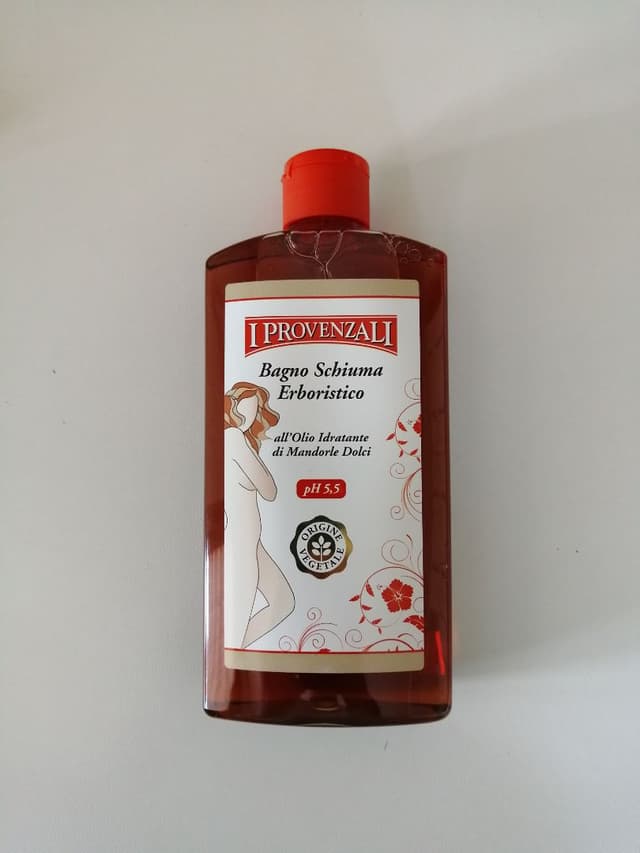 I PROVENZALI
Bagno Schiuma
Erboristico
all'Olio Idratante
di Mandorle Dolci
pH 5,5
ORIGINE
VEGETALE